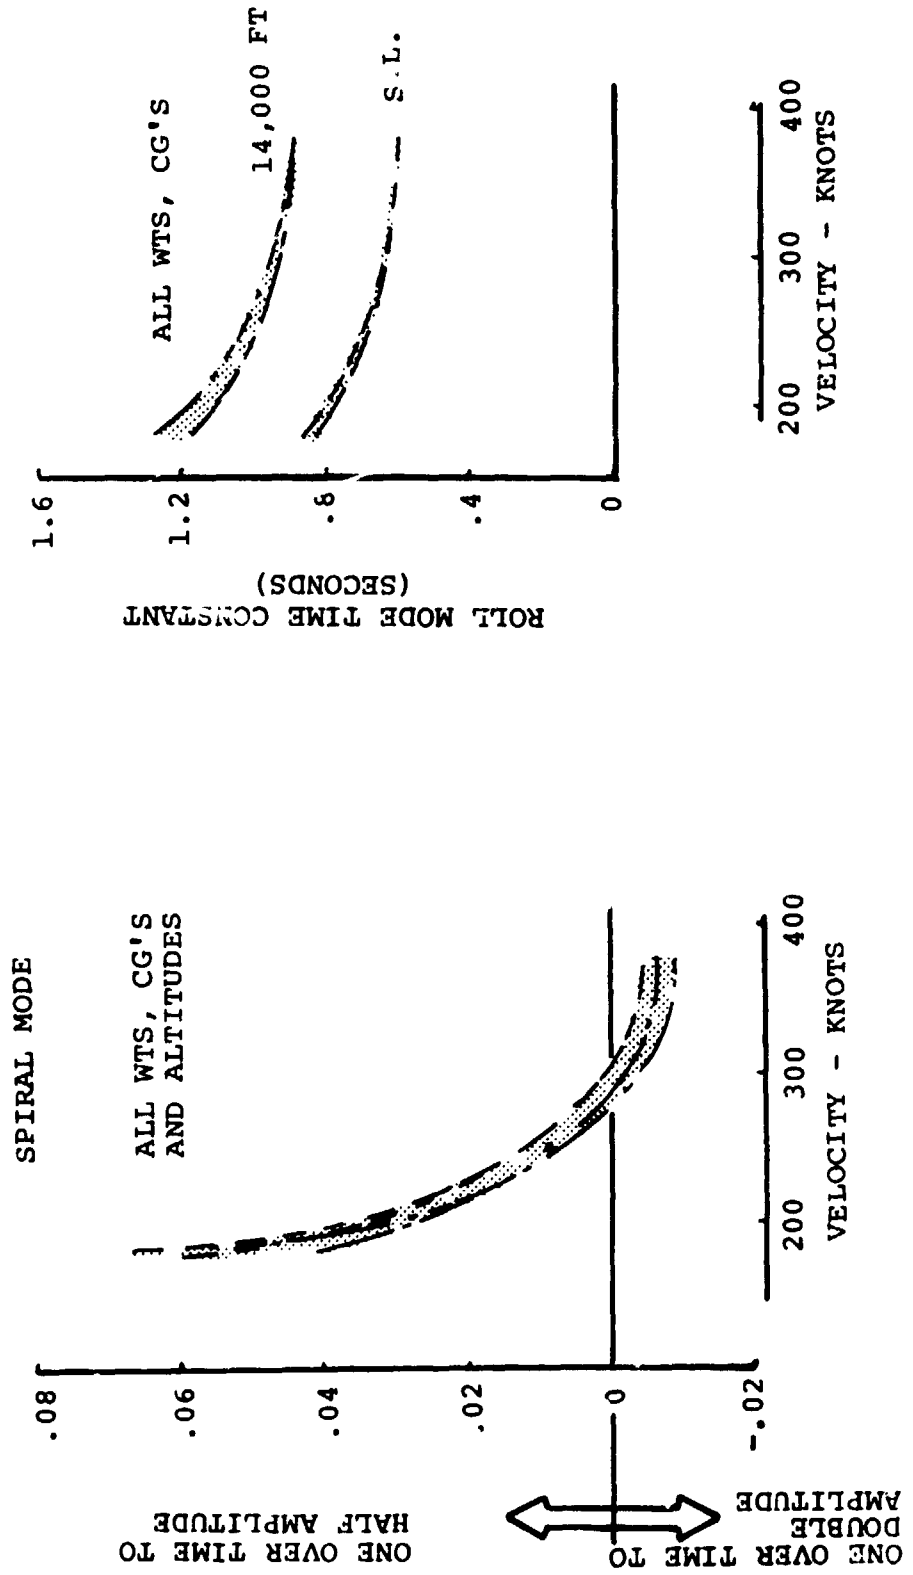 SPIRAL MODE
ALL WTS, CG'S
AND ALTITUDES
.08
.06
.04
.02
0
-.02
ONE OVER TIME TO
HALF AMPLITUDE
ONE OVER TIME TO
DOUBLE
AMPLITUDE
200
300
400
VELOCITY - KNOTS
ALL WTS, CG'S
14,000 FT
S.L.
1.6
1.2
.8
.4
0
ROLL MODE TIME CONSTANT
(SECONDS)
200
300
400
VELOCITY - KNOTS